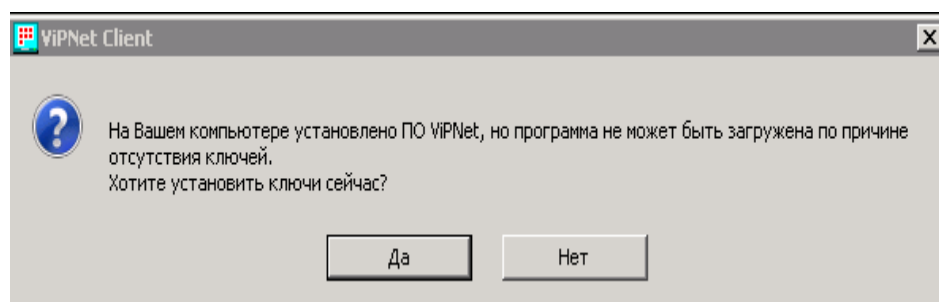 ViPNet Client
На Вашем компьютере установлено ПО ViPNet, но программа не может быть загружена по причине
отсутствия ключей.
Хотите установить ключи сейчас?
Да
Нет